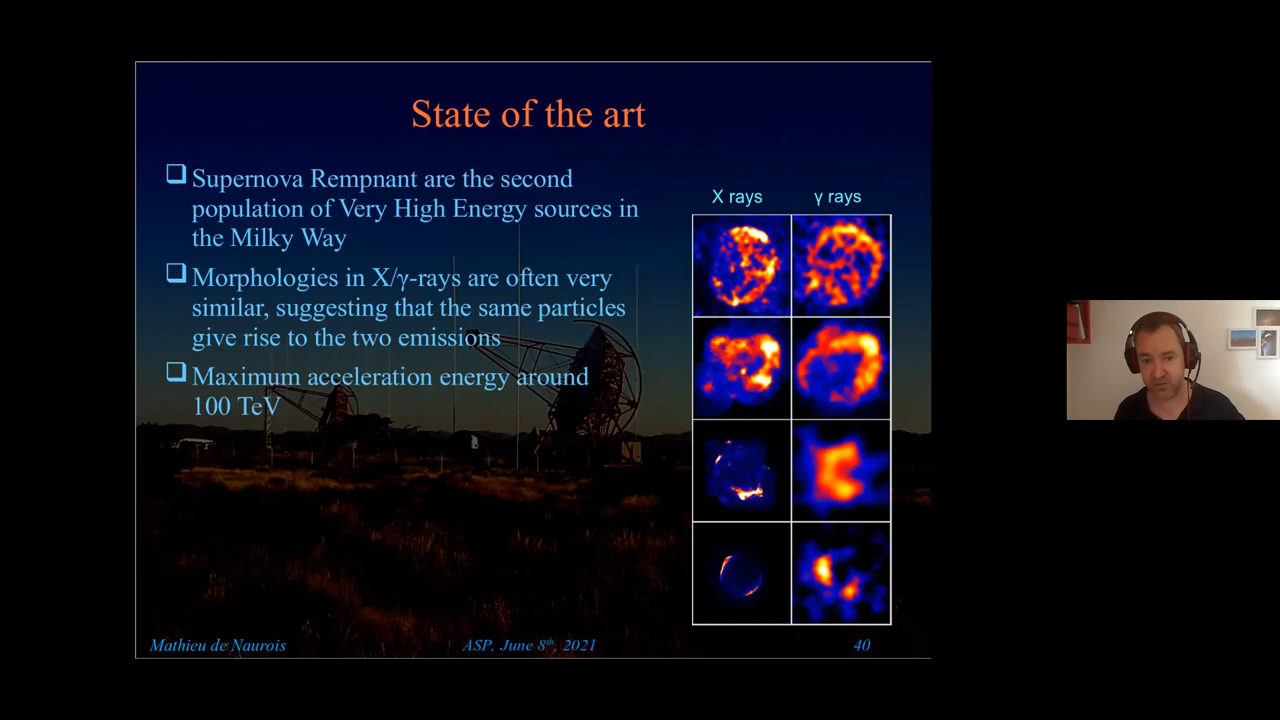 State of the art
Supernova Rempnant are the second
population of Very High Energy sources in
the Milky Way
Morphologies in X/γ-rays are often very
similar, suggesting that the same particles
give rise to the two emissions
Maximum acceleration energy around
100 TeV
X rays γ rays
Mathieu de Naurois ASP, June 8th, 2021 40